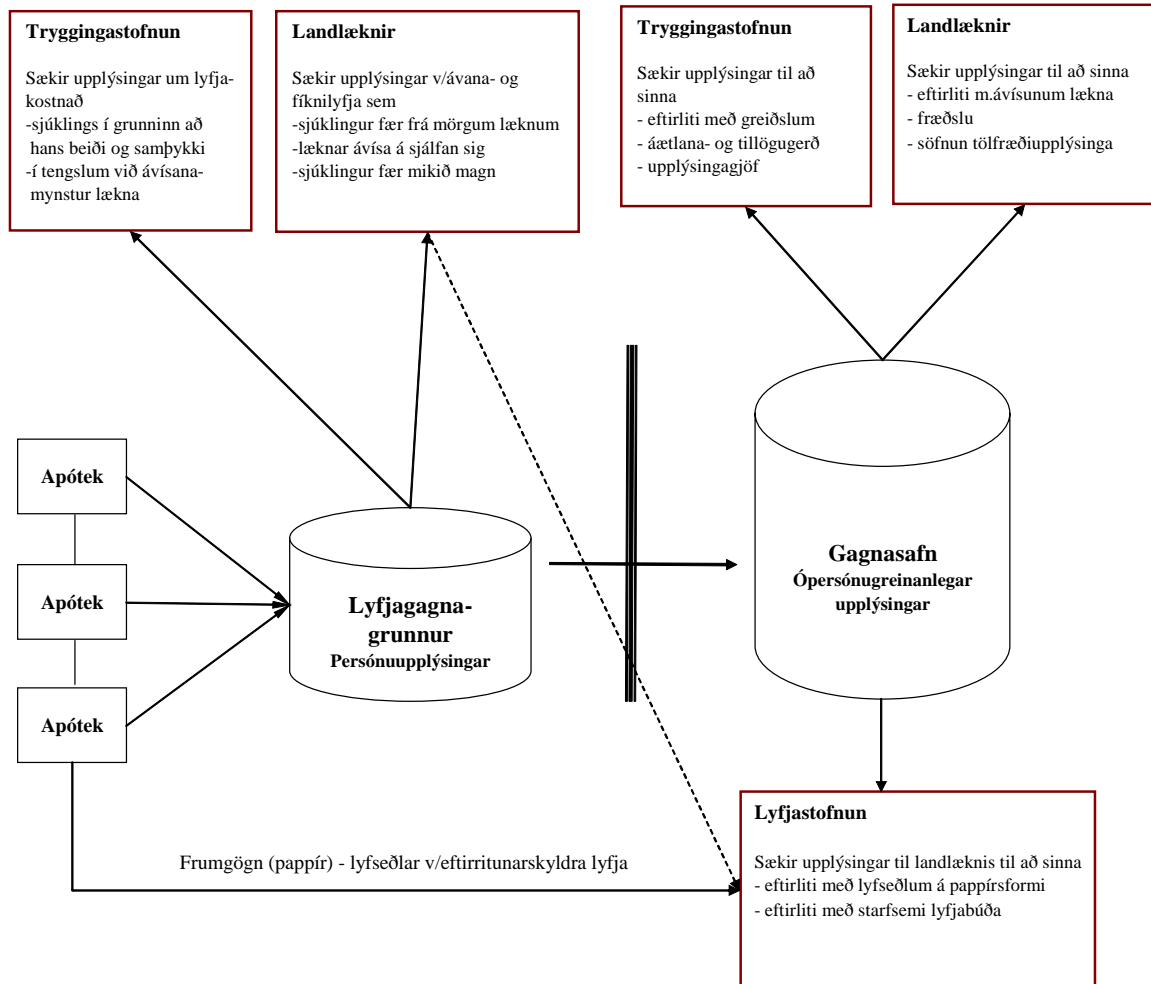 Tryggingastofnun
Sækir upplýsingar um lyfja-
kostnað
-sjúklings í grunninn að
hans beiði og samþykki
-í tengslum við ávísana-
mynstur lækna
Landlæknir
Sækir upplýsingar v/ávana- og
fíknilyfja sem
-sjúklingur fær frá mörgum læknum
-læknar ávísa á sjálfan sig
-sjúklingur fær mikið magn
Tryggingastofnun
Sækir upplýsingar til að
sinna
- eftirliti með greiðslum
- áætlana- og tillögugerð
- upplýsingagjöf
Landlæknir
Sækir upplýsingar til að sinna
- eftirliti m.ávísunum lækna
- fræðslu
- söfnun tölfræðiupplýsinga
Apótek
Apótek
Apótek
Lyfjagagna-
grunnur
Persónuupplýsingar
Gagnasafn
Ópersónugreinanlegar
upplýsingar
Frumgögn (pappír) - lyfseðlar v/eftirritunarskyldra lyfja
Lyfjastofnun
Sækir upplýsingar til landlæknis til að sinna
- eftirliti með lyfseðlum á pappírsformi
- eftirliti með starfsemi lyfjabúða